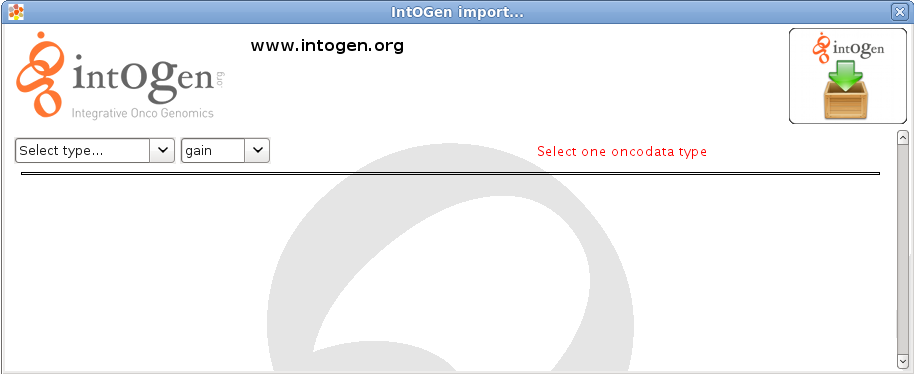 IntOGen import...
www.intogen.org
intOGen.org
Integrative Onco Genomics
intOGen
Select type...
gain
Select one oncodata type